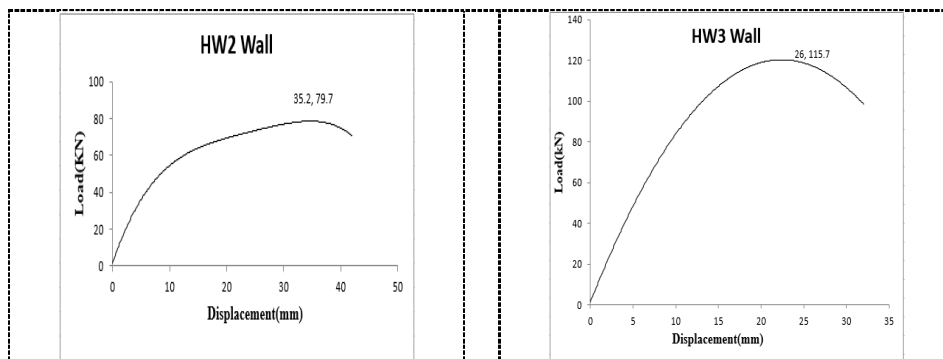 HW2 Wall
35.2, 79.7
100
80
60
40
20
0
0 10 20 30 40 50
Load(KN)
Displacement(mm)
HW3 Wall
26, 115.7
140
120
100
80
60
40
20
0
0 5 10 15 20 25 30 35
Load(kN)
Displacement(mm)